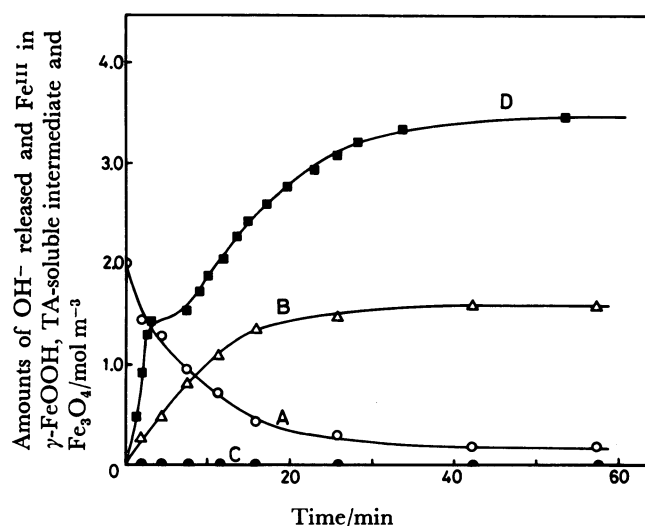 Amounts of OH⁻ released and Feᴵᴵᴵ in
γ-FeOOH, TA-soluble intermediate and
Fe₃O₄/mol m⁻³
4.0
3.0
2.0
1.0
0
D
B
A
C
0
20
40
60
Time/min